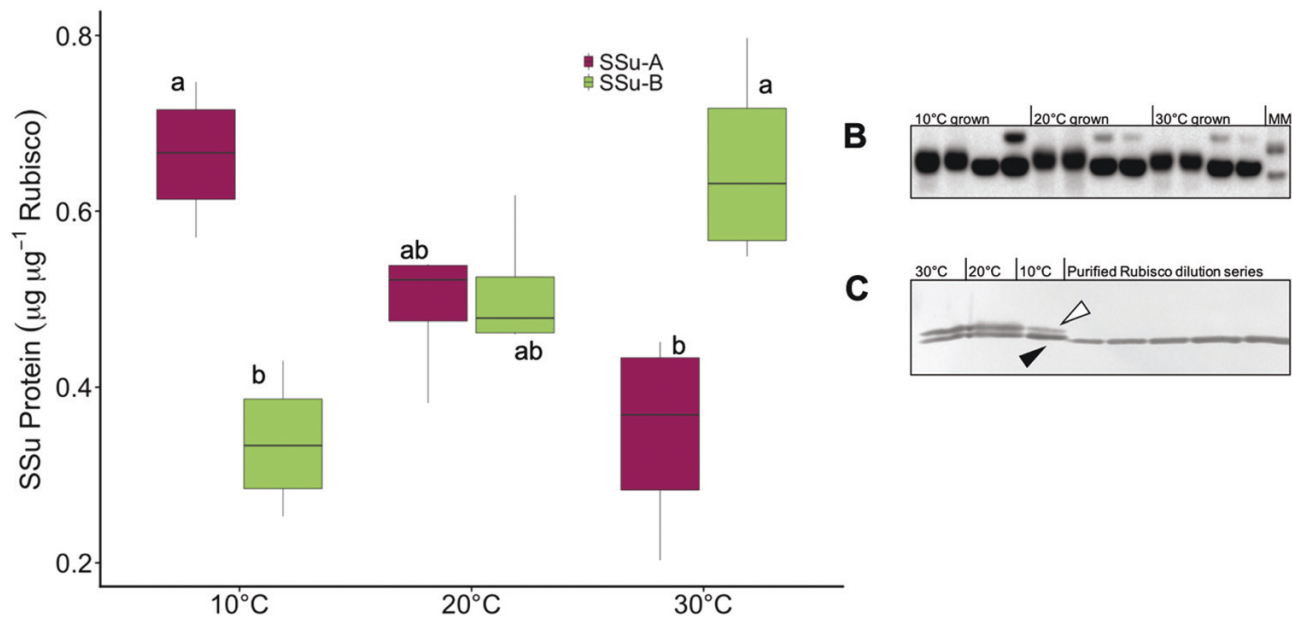 0.8
0.6
0.4
0.2
SSu Protein (µg µg⁻¹ Rubisco)
SSu-A
SSu-B
a
b
ab
ab
b
a
10°C
20°C
30°C
B
10°C grown
20°C grown
30°C grown
MM
C
30°C
20°C
10°C
Purified Rubisco dilution series